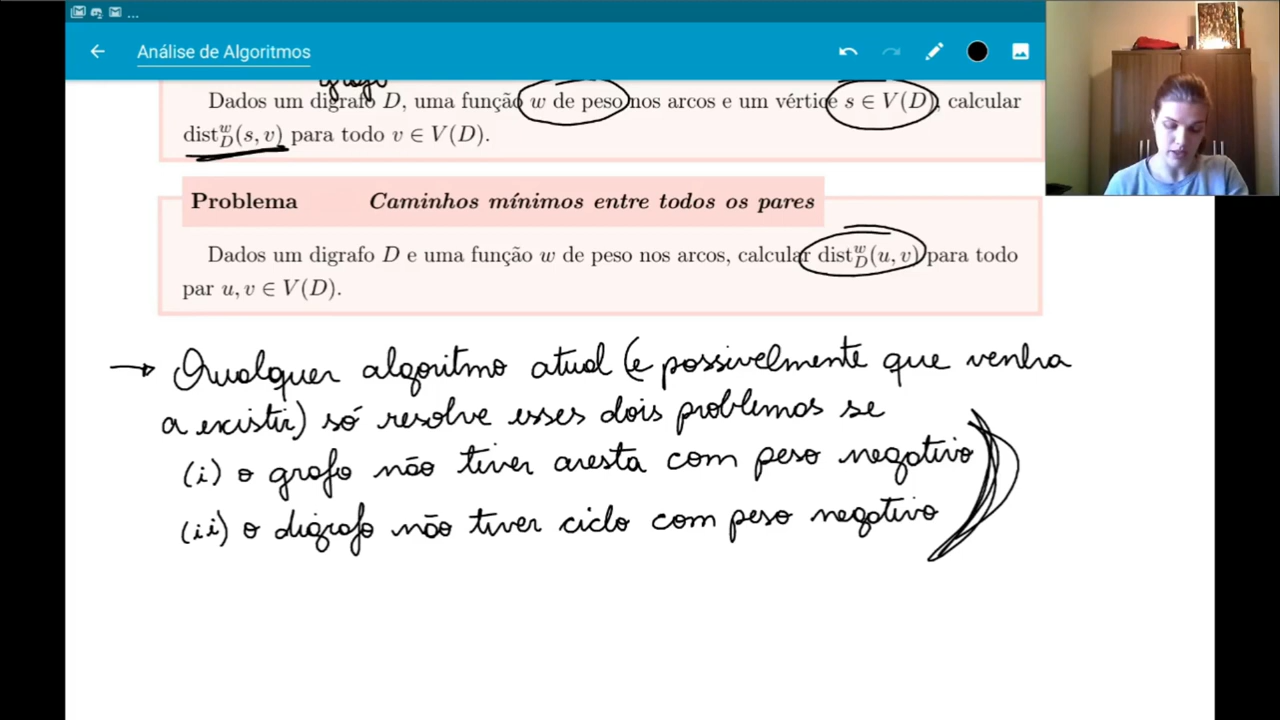 ...
Análise de Algoritmos
grafo
Dados um digrafo D, uma função w de peso nos arcos e um vértice s ∈ V(D), calcular
dist^w_D(s, v) para todo v ∈ V(D).
Problema Caminhos mínimos entre todos os pares
Dados um digrafo D e uma função w de peso nos arcos, calcular dist^w_D(u, v) para todo
par u, v ∈ V(D).
→ Qualquer algoritmo atual (e possivelmente que venha
a existir) só resolve esses dois problemas se
(i) o grafo não tiver aresta com peso negativo
(ii) o digrafo não tiver ciclo com peso negativo